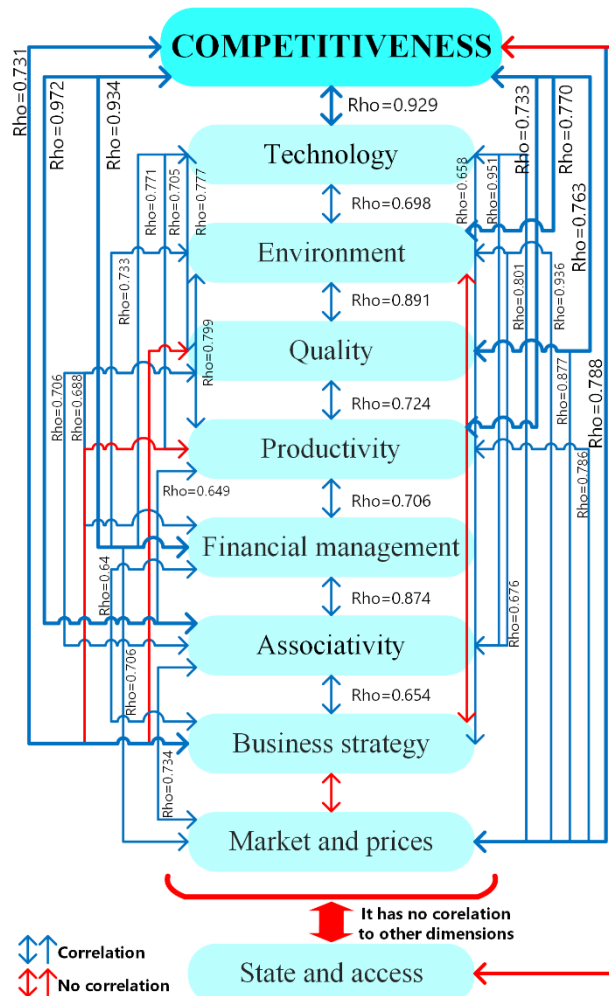 COMPETITIVENESS
Rho=0.731
Rho=0.972
Rho=0.934
Rho=0.929
Rho=0.733
Rho=0.770
Rho=0.763
Rho=0.788
Technology
Rho=0.771
Rho=0.705
Rho=0.777
Rho=0.658
Rho=0.951
Rho=0.698
Environment
Rho=0.733
Rho=0.801
Rho=0.936
Rho=0.891
Rho=0.799
Quality
Rho=0.706
Rho=0.688
Rho=0.877
Rho=0.724
Productivity
Rho=0.786
Rho=0.649
Rho=0.706
Financial management
Rho=0.64
Rho=0.874
Rho=0.676
Associativity
Rho=0.706
Rho=0.654
Business strategy
Rho=0.734
Market and prices
It has no corelation
to other dimensions
Correlation
No correlation
State and access